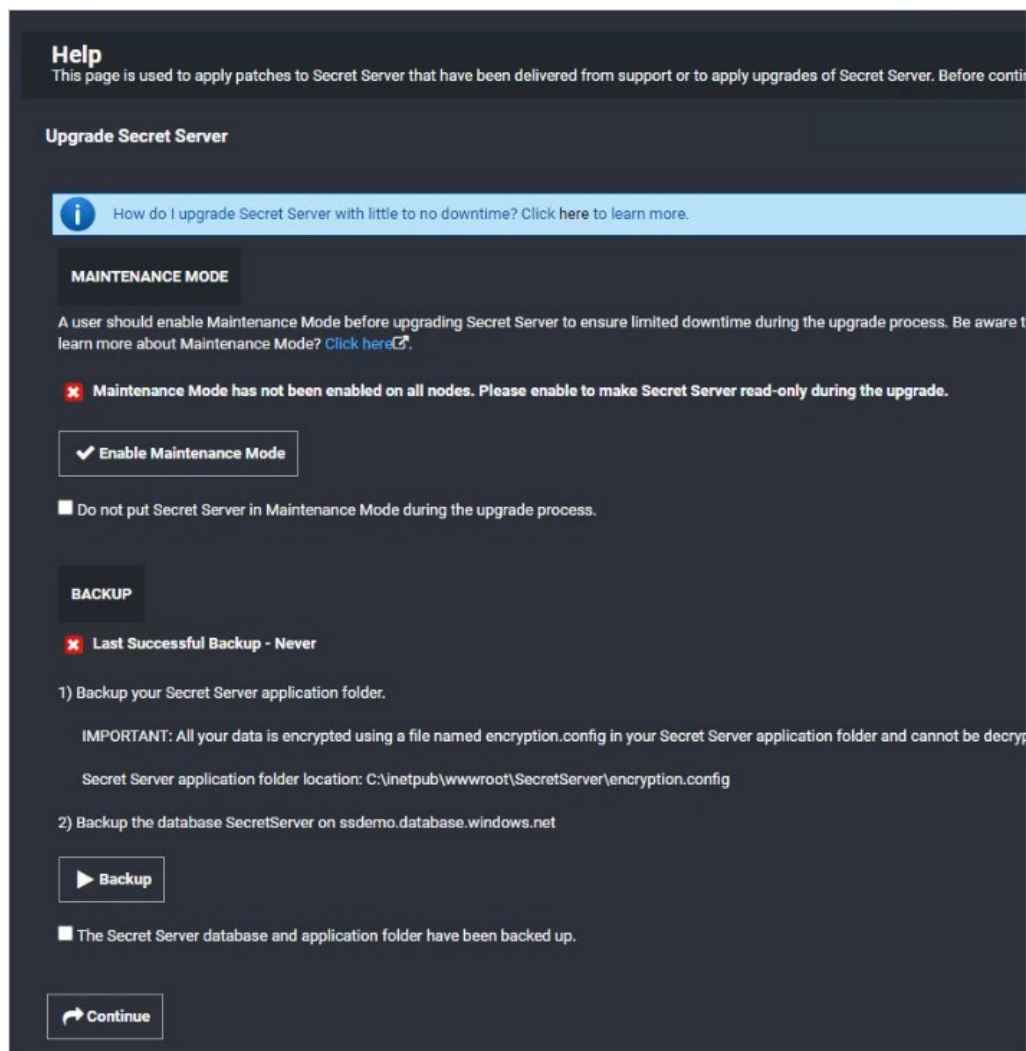 Help
This page is used to apply patches to Secret Server that have been delivered from support or to apply upgrades of Secret Server. Before
Upgrade Secret Server
How do I upgrade Secret Server with little to no downtime? Click here to learn more.
MAINTENANCE MODE
A user should enable Maintenance Mode before upgrading Secret Server to ensure limited downtime during the upgrade process. Be aware
learn more about Maintenance Mode? Click here.
Maintenance Mode has not been enabled on all nodes. Please enable to make Secret Server read-only during the upgrade.
Enable Maintenance Mode
Do not put Secret Server in Maintenance Mode during the upgrade process.
BACKUP
Last Successful Backup - Never
1) Backup your Secret Server application folder.
IMPORTANT: All your data is encrypted using a file named encryption.config in your Secret Server application folder and cannot be
Secret Server application folder location: C:\inetpub\wwwroot\SecretServer\encryption.config
2) Backup the database SecretServer on ssdemo.database.windows.net
Backup
The Secret Server database and application folder have been backed up.
Continue